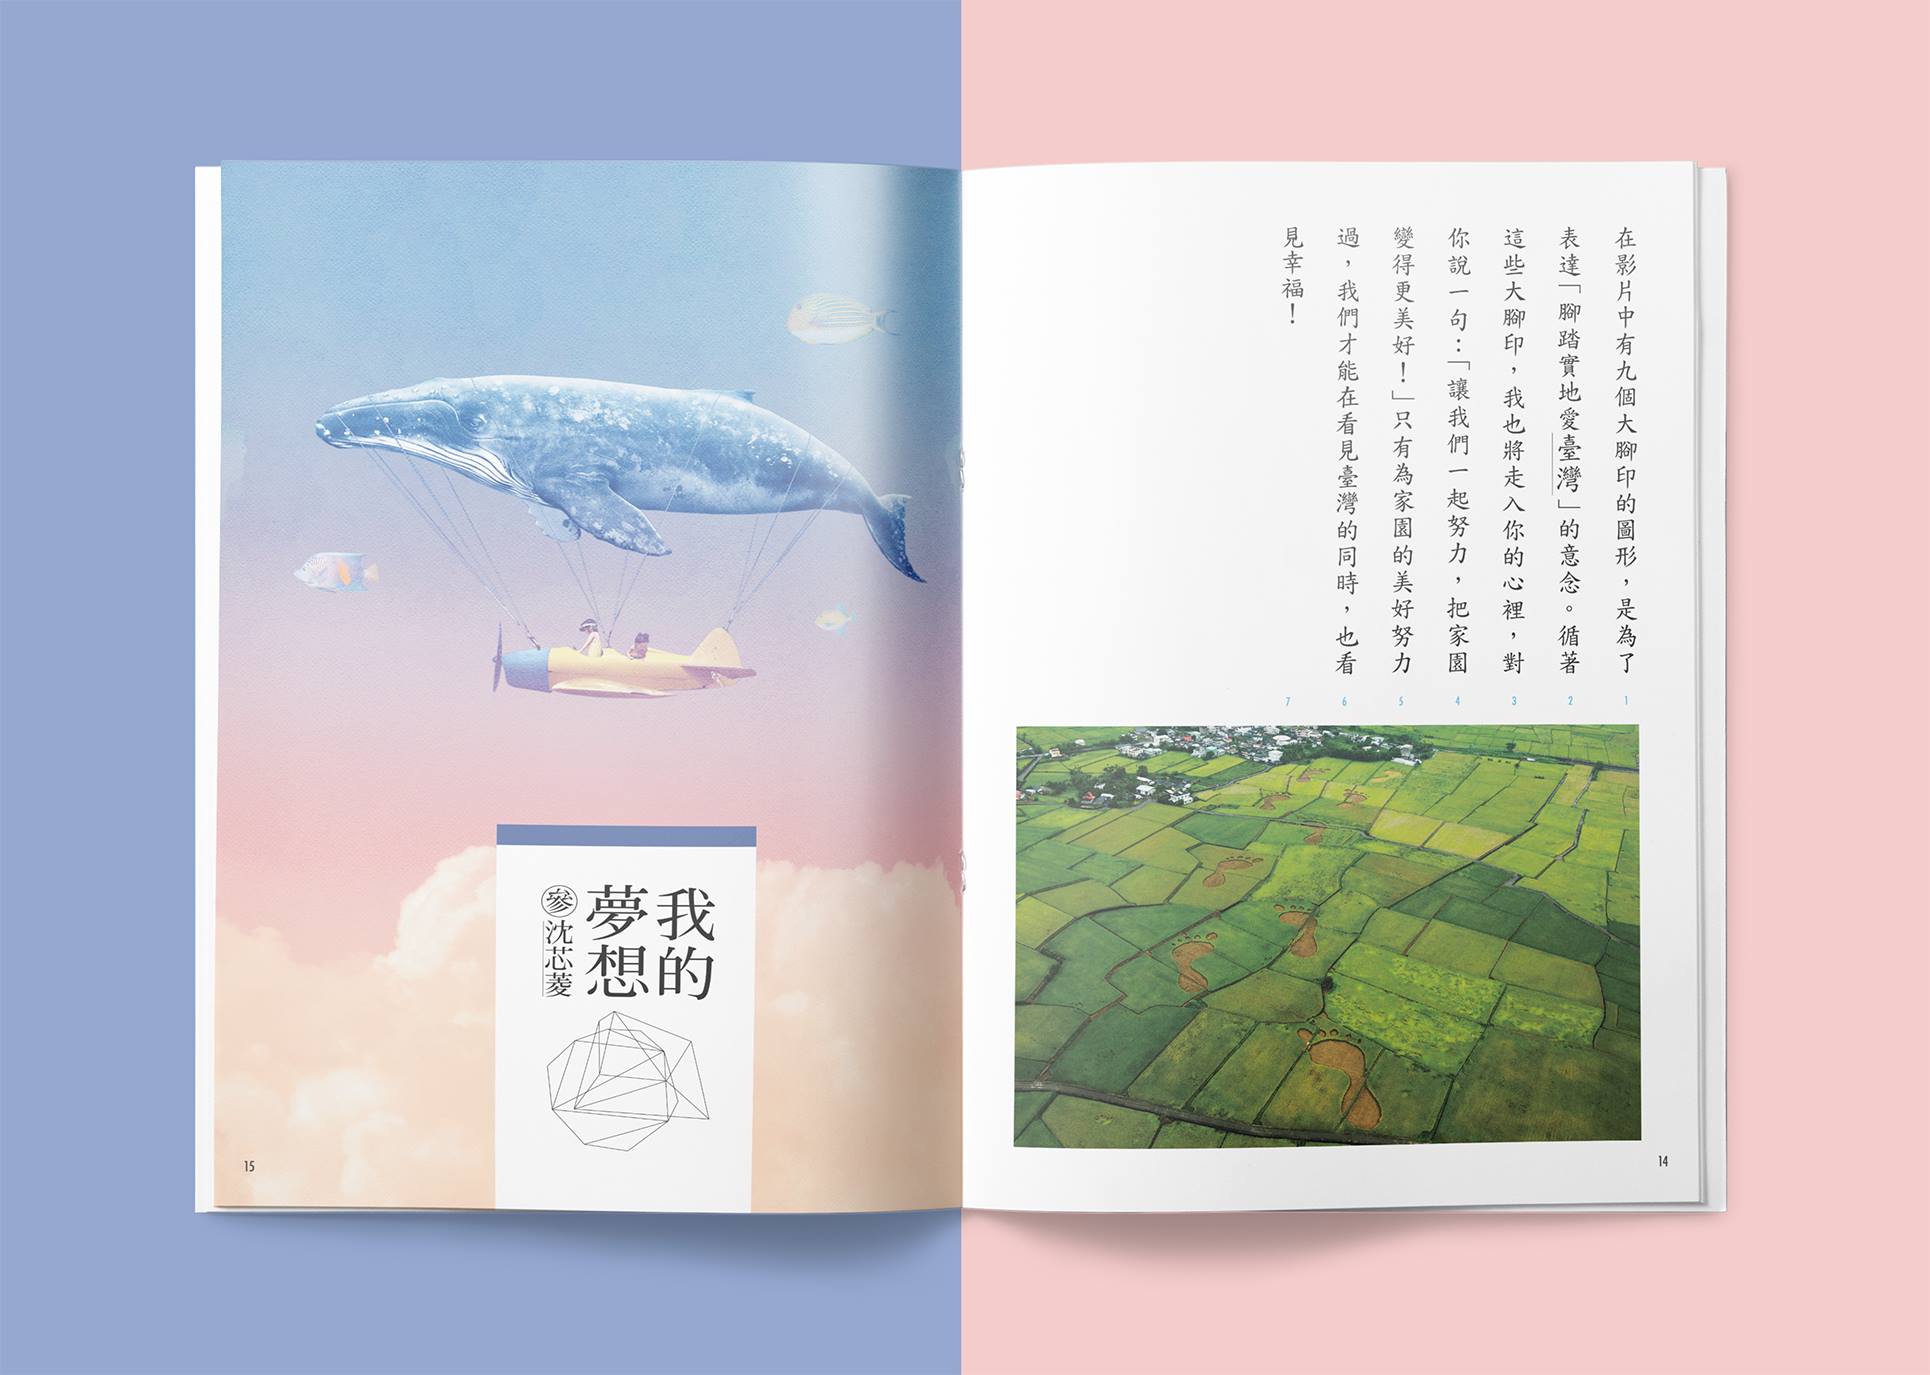 在影片中有九個大腳印的圖形，是為了
表達「腳踏實地愛臺灣」的意念。循著
這些大腳印，我也將走入你的心裡，對
你說一句：「讓我們一起努力，把家園
變得更美好！」只有為家園的美好努力
過，我們才能在看見臺灣的同時，也看
見幸福！
1
2
3
4
5
6
7
14
我的
夢想
參沈芯菱
15